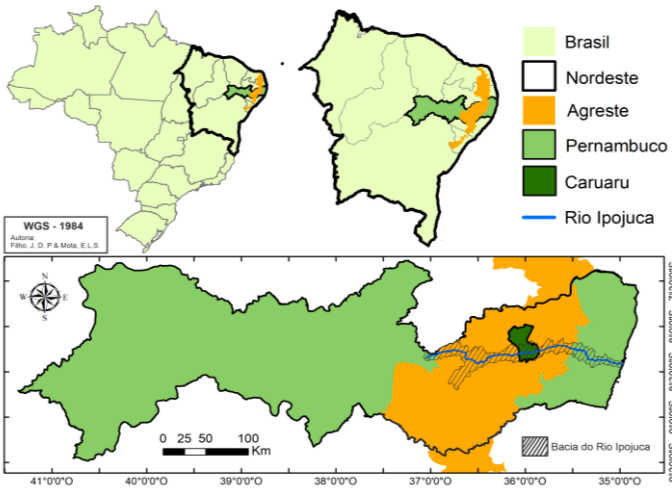 Brasil
Nordeste
Agreste
Pernambuco
Caruaru
Rio Ipojuca
WGS - 1984
Autoria:
Filho, J. D. P & Mota, E.L.S.
N
W E
S
0 25 50 100
Km
Bacia do Rio Ipojuca
41°0'0"O 40°0'0"O 39°0'0"O 38°0'0"O 37°0'0"O 36°0'0"O 35°0'0"O